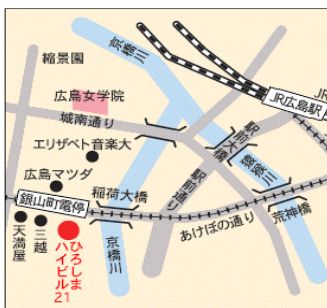 縮景園
京橋川
JR広島駅
広島女学院
城南通り
エリザベト音楽大
駅前大橋
猿猴川
広島マツダ
稲荷大橋
駅前通り
銀山町電停
あけぼの通り
荒神橋
天満屋
三越
ひろしま
ハイビル
21
京橋川